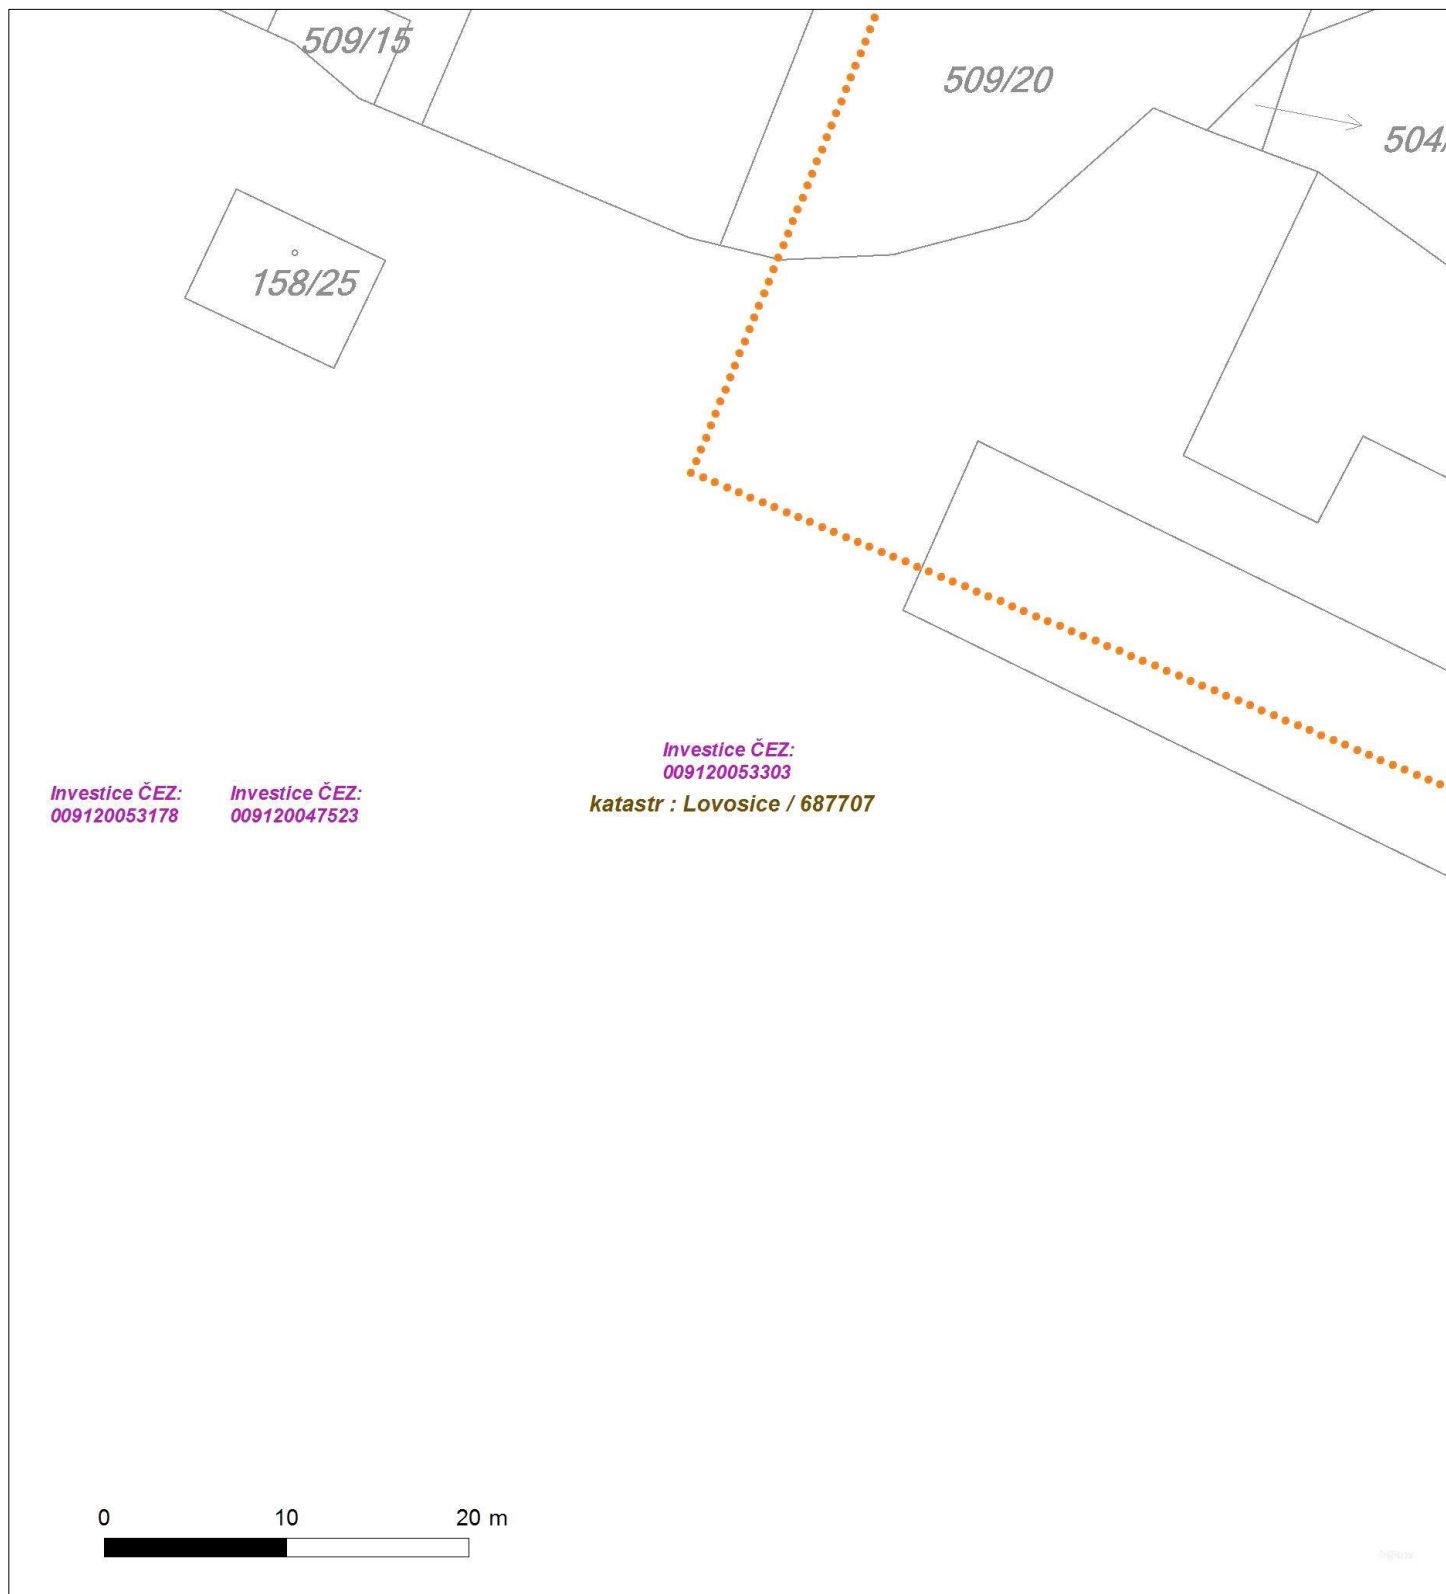 509/15
509/20
504/
158/25
Investice ČEZ:
009120053303
katastr : Lovosice / 687707
Investice ČEZ:
009120053178
Investice ČEZ:
009120047523
0 10 20 m